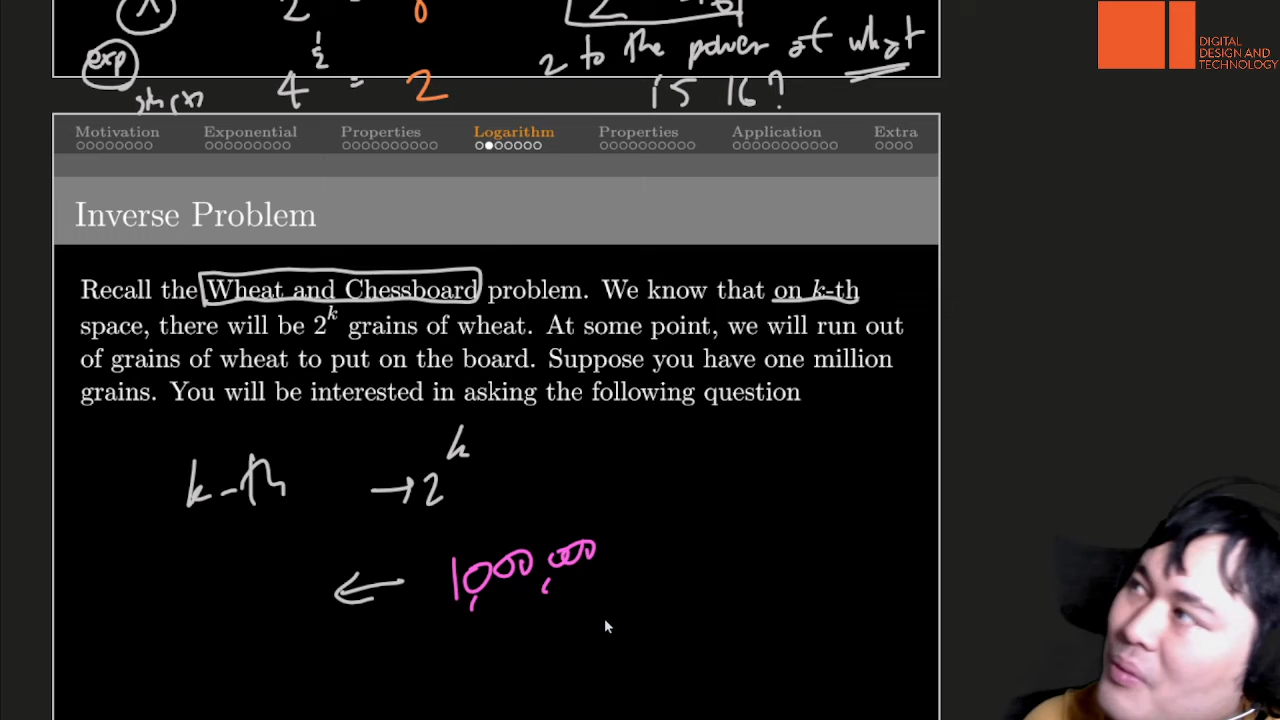 2 = 8
exp
4 = 2
2 to the power of what
is 16?
DIGITAL
DESIGN AND
TECHNOLOGY
Motivation Exponential Properties Logarithm Properties Application Extra
Inverse Problem
Recall the Wheat and Chessboard problem. We know that on k-th
space, there will be 2^k grains of wheat. At some point, we will run out
of grains of wheat to put on the board. Suppose you have one million
grains. You will be interested in asking the following question
k-th → 2^k
← 1,000,000